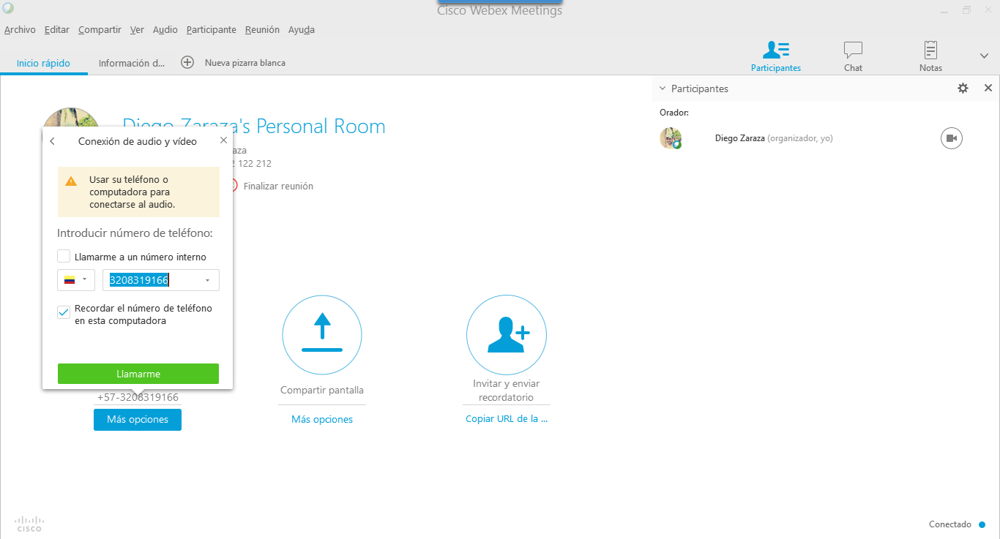 Cisco Webex Meetings
Archivo Editar Compartir Ver Audio Participante Reunión Ayuda
Inicio rápido Información d... Nueva pizarra blanca
Participantes Chat Notas
Participantes
Orador:
Diego Zaraza (organizador, yo)
Diego Zaraza's Personal Room
aza
2 122 212
Finalizar reunión
Conexión de audio y vídeo
Usar su teléfono o
computadora para
conectarse al audio.
Introducir número de teléfono:
Llamarme a un número interno
3208319166
Recordar el número de teléfono
en esta computadora
Llamarme
+57-3208319166
Más opciones
Compartir pantalla
Más opciones
Invitar y enviar
recordatorio
Copiar URL de la ...
CISCO
Conectado